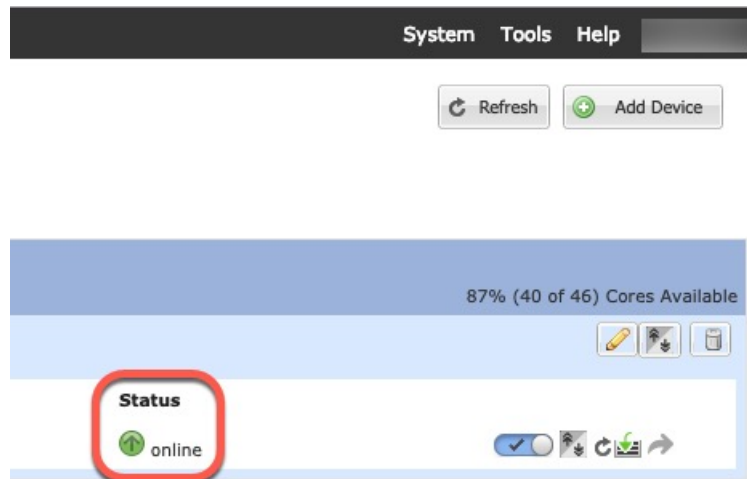 System Tools Help
Refresh Add Device
87% (40 of 46) Cores Available
Status
online